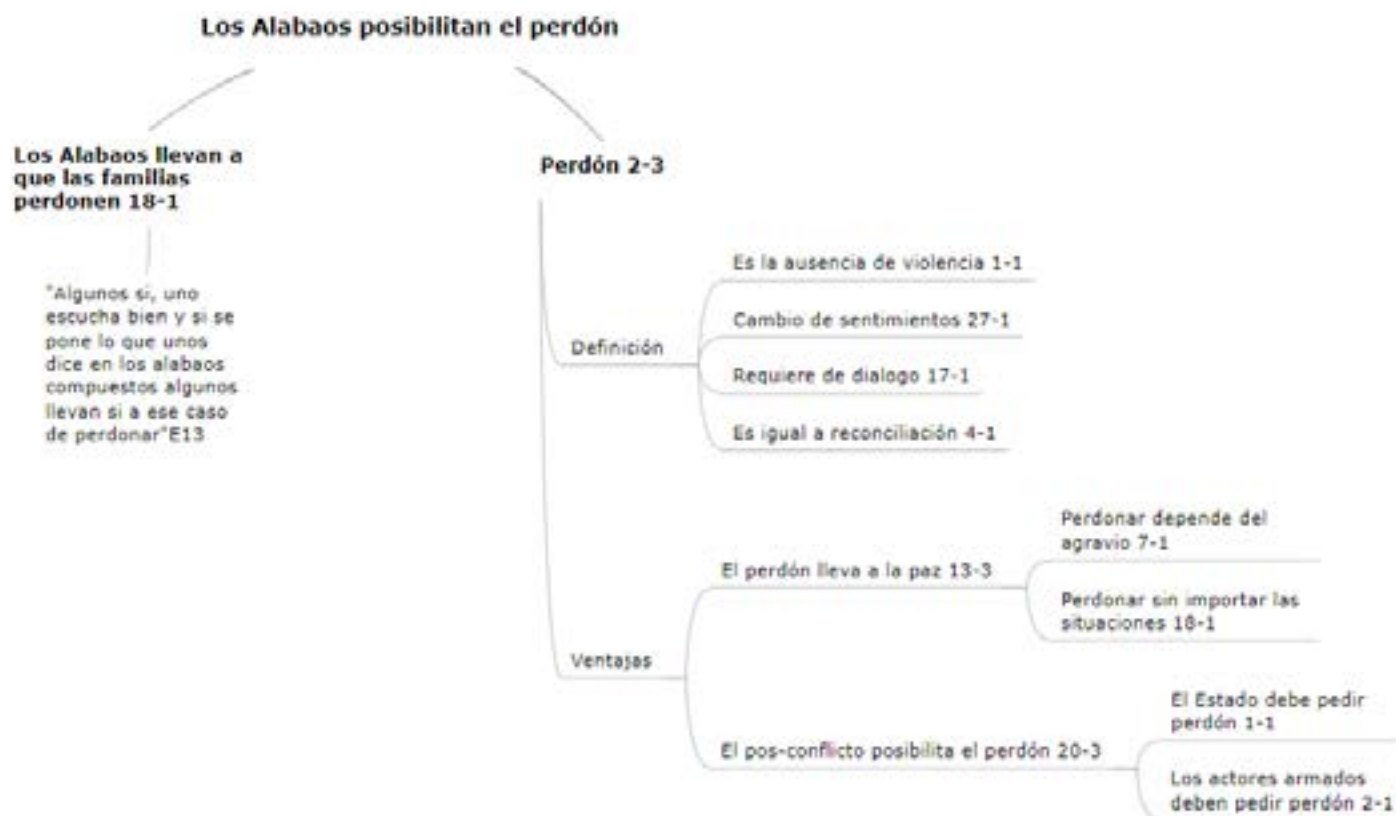 Los Alabaos posibilitan el perdón
Los Alabaos llevan a
que las familias
perdonen 18-1
"Algunos si, uno
escucha bien y si se
pone lo que unos
dice en los alabaos
compuestos algunos
llevan si a ese caso
de perdonar"E13
Perdón 2-3
Definición
Es la ausencia de violencia 1-1
Cambio de sentimientos 27-1
Requiere de dialogo 17-1
Es igual a reconciliación 4-1
Ventajas
El perdón lleva a la paz 13-3
Perdonar depende del
agravio 7-1
Perdonar sin importar las
situaciones 18-1
El pos-conflicto posibilita el perdón 20-3
El Estado debe pedir
perdón 1-1
Los actores armados
deben pedir perdón 2-1